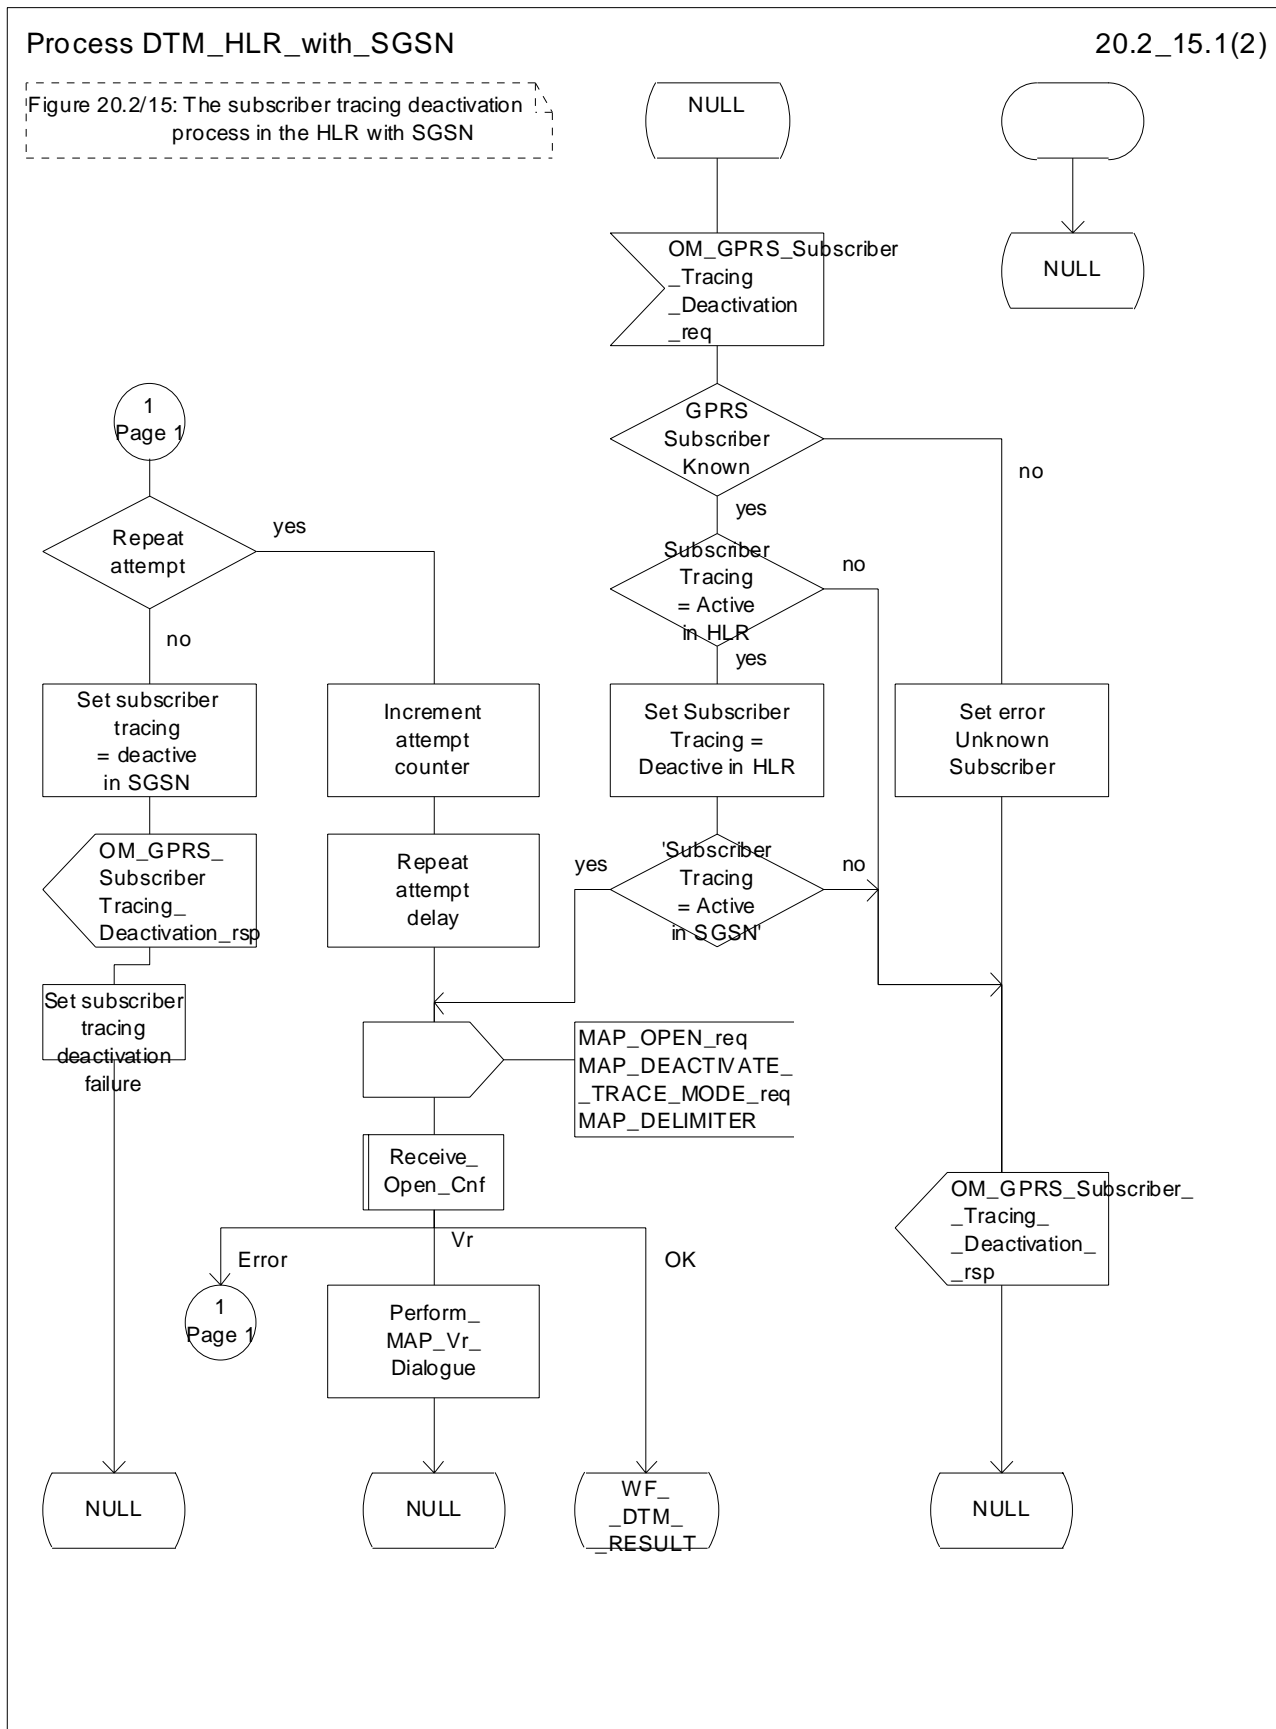 Process DTM_HLR_with_SGSN
20.2_15.1(2)
Figure 20.2/15: The subscriber tracing deactivation
process in the HLR with SGSN
NULL
NULL
OM_GPRS_Subscriber
_Tracing
_Deactivation
_req
1
Page 1
GPRS
Subscriber
Known
no
yes
Repeat
attempt
yes
no
Subscriber
Tracing
= Active
in HLR
no
yes
Set subscriber
tracing
= deactive
in SGSN
Increment
attempt
counter
Set Subscriber
Tracing =
Deactive in HLR
Set error
Unknown
Subscriber
OM_GPRS_
Subscriber
Tracing_
Deactivation_rsp
Repeat
attempt
delay
yes
'Subscriber
Tracing
= Active
in SGSN'
no
Set subscriber
tracing
deactivation
failure
MAP_OPEN_req
MAP_DEACTIVATE_
_TRACE_MODE_req
MAP_DELIMITER
Receive_
Open_Cnf
OM_GPRS_Subscriber_
_Tracing_
_Deactivation_
_rsp
Error
Vr
OK
1
Page 1
Perform_
MAP_Vr_
Dialogue
NULL
NULL
WF_
_DTM_
_RESULT
NULL